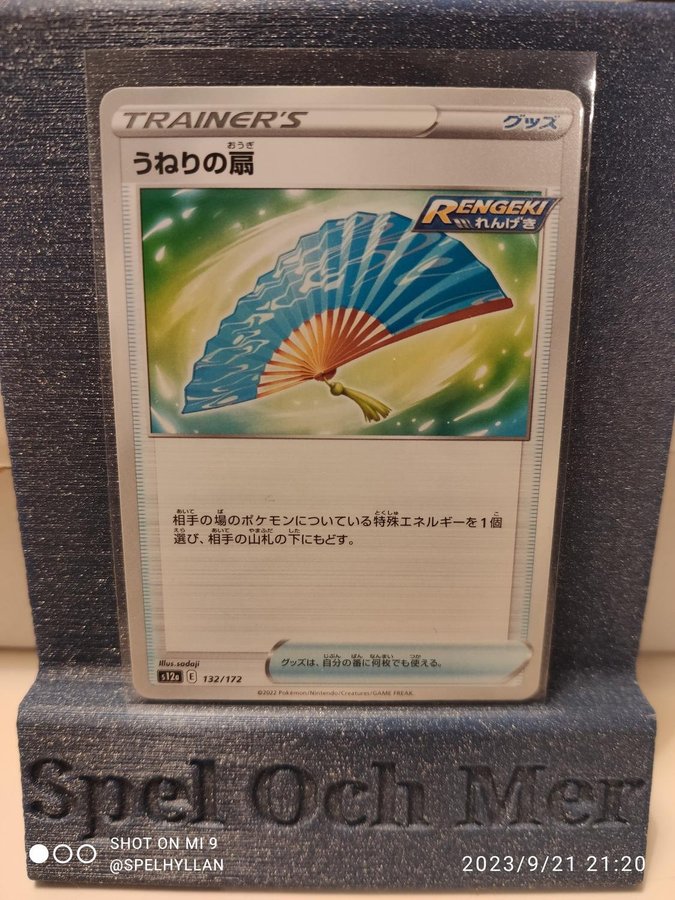 Spel Och Mer
TRAINER'S
グッズ
おうぎ
うねりの扇
RENGEKI
れんげき
あいて ば とくしゅ こ
相手の場のポケモンについている特殊エネルギーを1個
えら あいて やまふだ した
選び、相手の山札の下にもどす。
じぶん ばん なんまい つか
グッズは、自分の番に何枚でも使える。
Illus.sadaji
s12a E 132/172
©2022 Pokémon/Nintendo/Creatures/GAME FREAK.
Spel Och Mer
SHOT ON MI 9
@SPELHYLLAN
2023/9/21 21:20